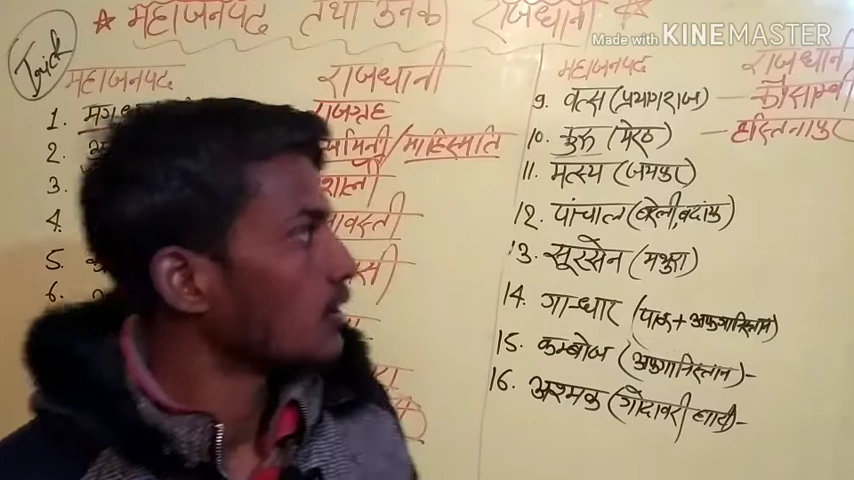 ★ महाजनपद तथा उनके राजधानी ★
Made with KINEMASTER
Trick
महाजनपद राजधानी
1. मगध राजगृह
2. माहिस्मति
3.
4.
5.
6.
महाजनपद राजधानी
9. वत्स (प्रयागराज) — कौसाम्बी
10. कुरू (मेरठ) — हस्तिनापुर
11. मत्स्य (जयपुर)
12. पांचाल (बरेली, बदायूं)
13. सूरसेन (मथुरा)
14. गान्धार (पाक + अफगानिस्तान)
15. कम्बोज (अफगानिस्तान) -
16. अश्मक (गोदावरी घाटी) -